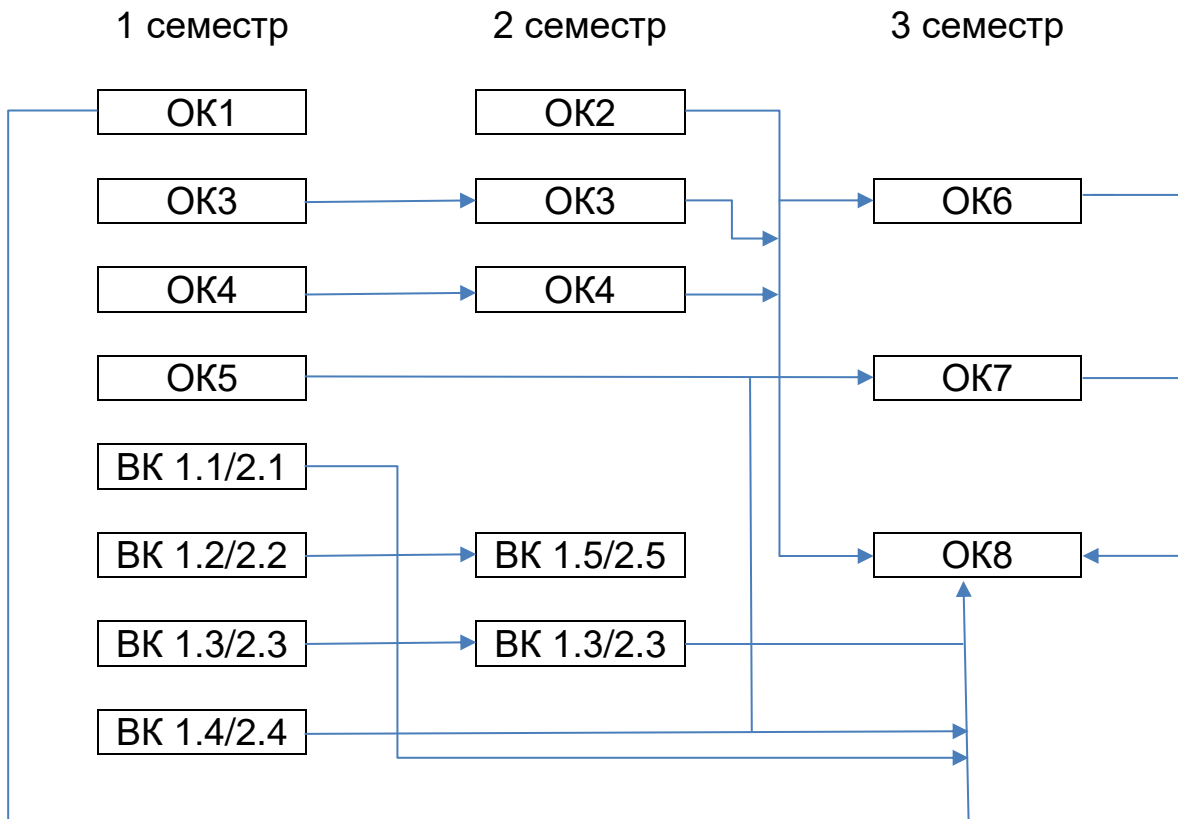 1 семестр 2 семестр 3 семестр
ОК1 ОК2
ОК3 ОК3 ОК6
ОК4 ОК4
ОК5 ОК7
ВК 1.1/2.1
ВК 1.2/2.2 ВК 1.5/2.5 ОК8
ВК 1.3/2.3 ВК 1.3/2.3
ВК 1.4/2.4